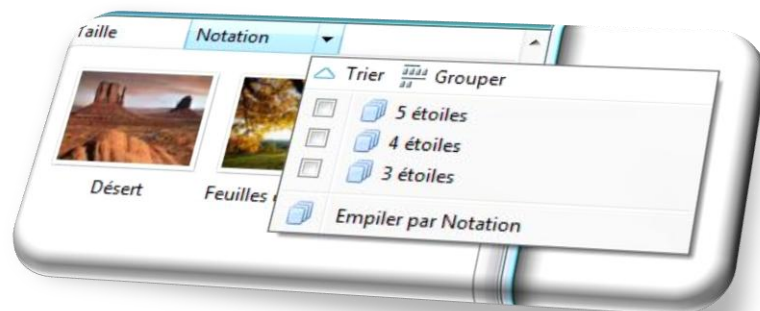 Taille Notation
Trier Grouper
5 étoiles
4 étoiles
3 étoiles
Désert Feuilles
Empiler par Notation